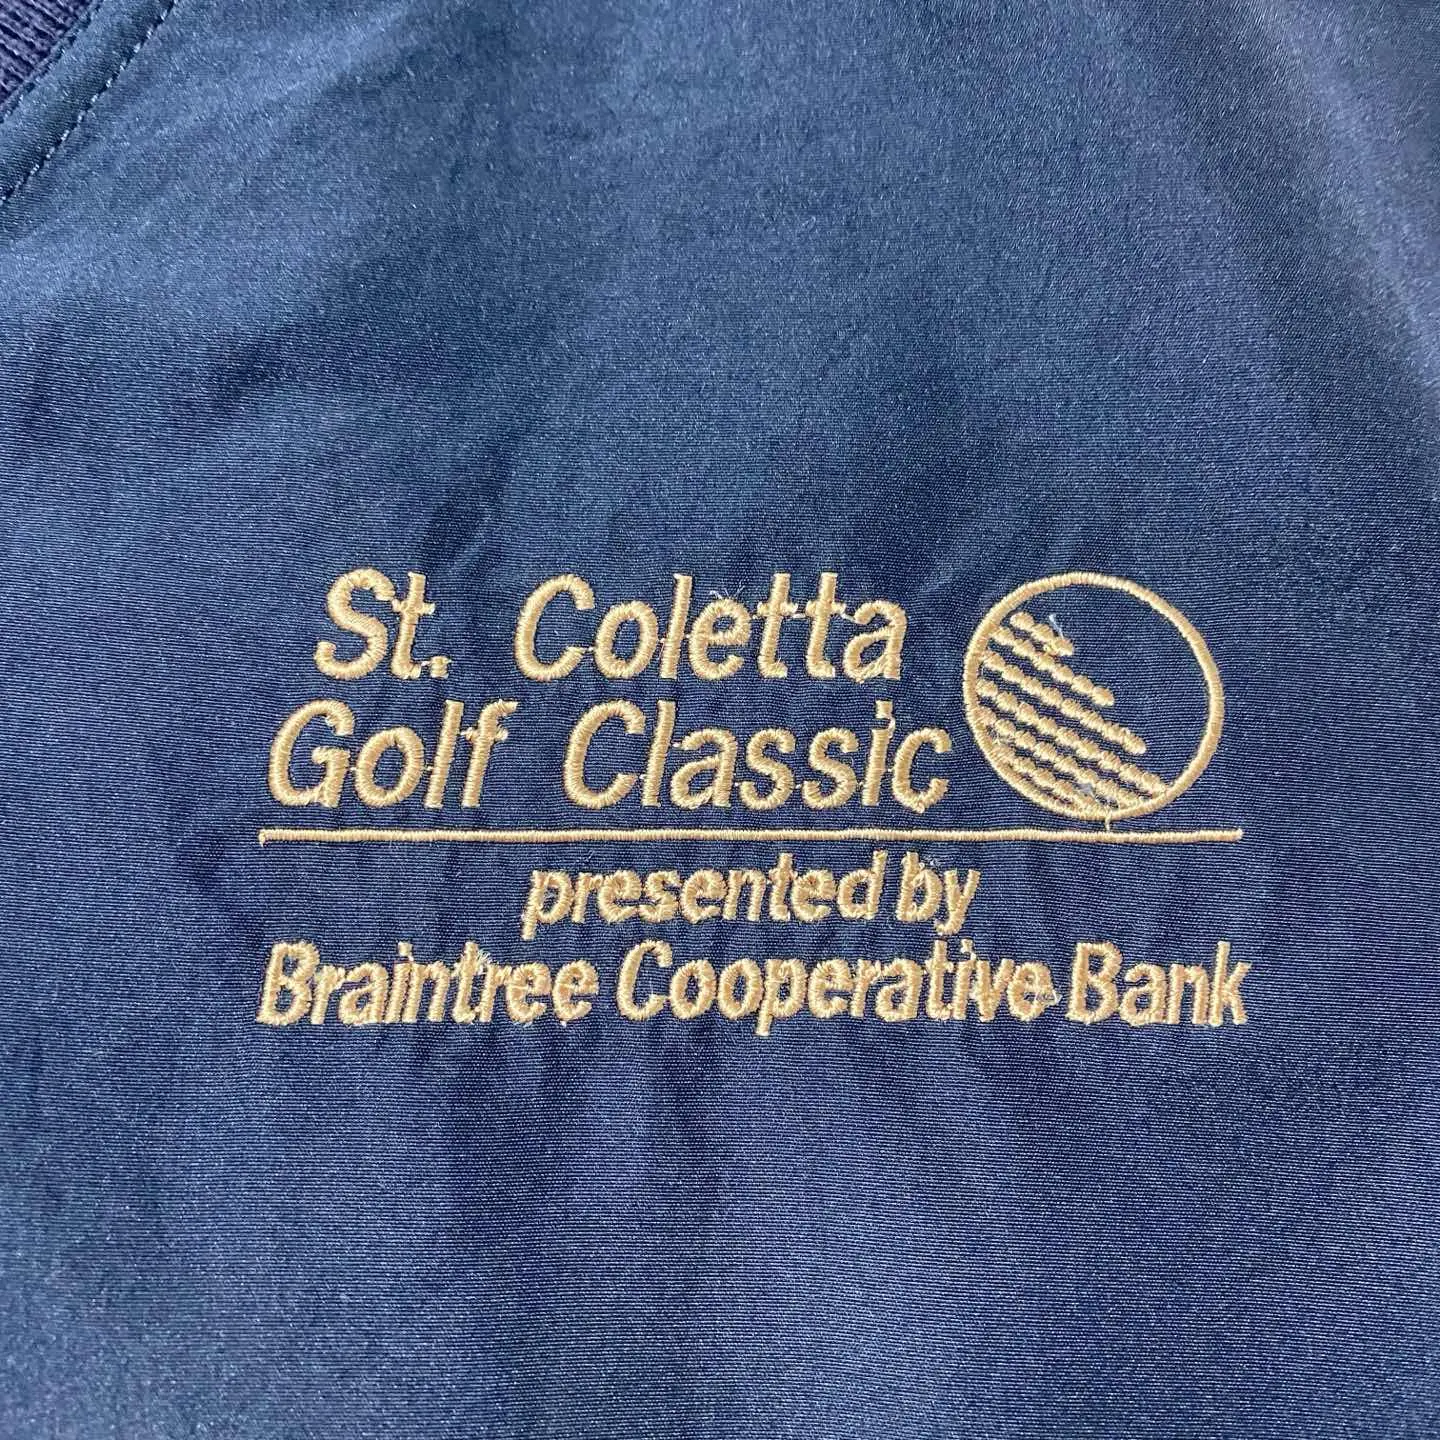 St. Coletta
Golf Classic
presented by
Braintree Cooperative Bank